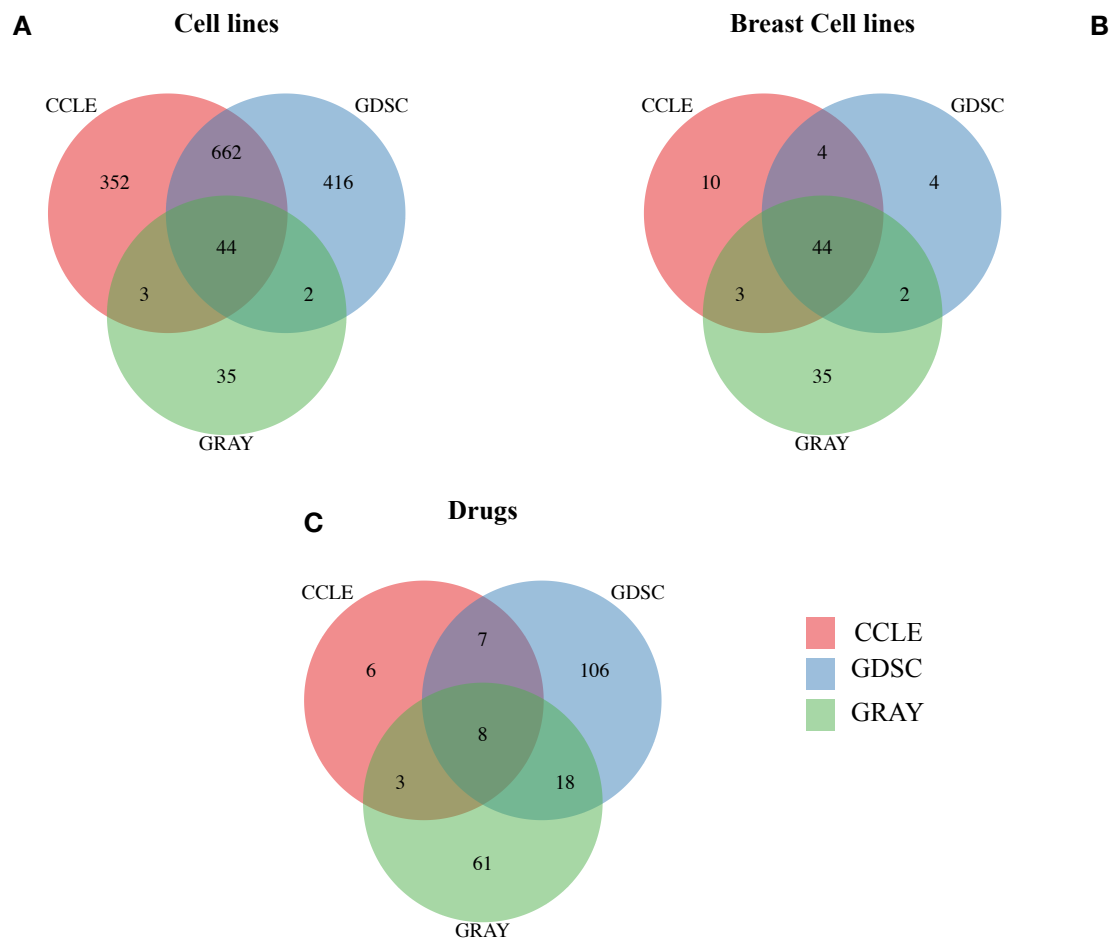 A
Cell lines
CCLE
GDSC
662
352
416
44
3
2
35
GRAY
Breast Cell lines
B
CCLE
GDSC
4
10
4
44
3
2
35
GRAY
C
Drugs
CCLE
GDSC
7
6
106
8
3
18
61
GRAY
CCLE
GDSC
GRAY